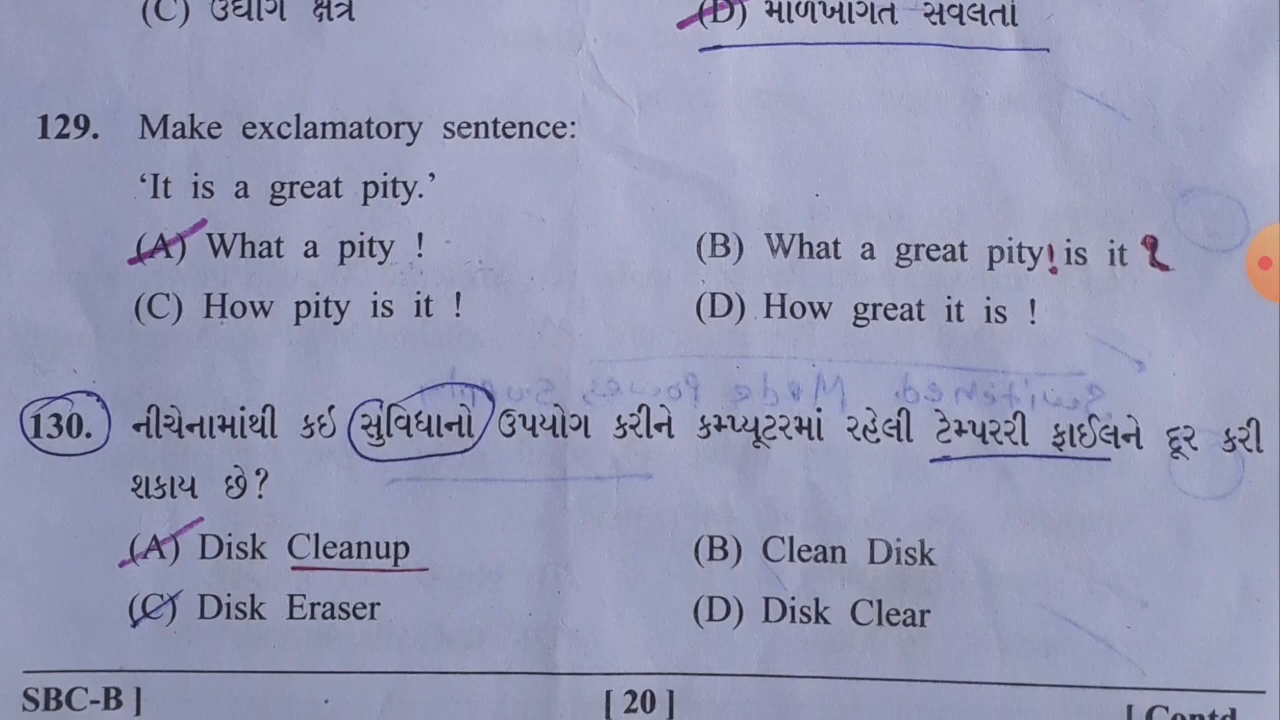 (C) ઉદ્યોગ ક્ષેત્ર (D) માળખાગત સવલતો
129. Make exclamatory sentence:
‘It is a great pity.’
(A) What a pity ! (B) What a great pity! is it
(C) How pity is it ! (D) How great it is !
130. નીચેનામાંથી કઇ સુંવિધાનો ઉપયોગ કરીને કમ્પ્યૂટરમાં રહેલી ટેમ્પરરી ફાઈલને દૂર કરી
શકાય છે?
(A) Disk Cleanup (B) Clean Disk
(C) Disk Eraser (D) Disk Clear
SBC-B ] [ 20 ] [ Contd